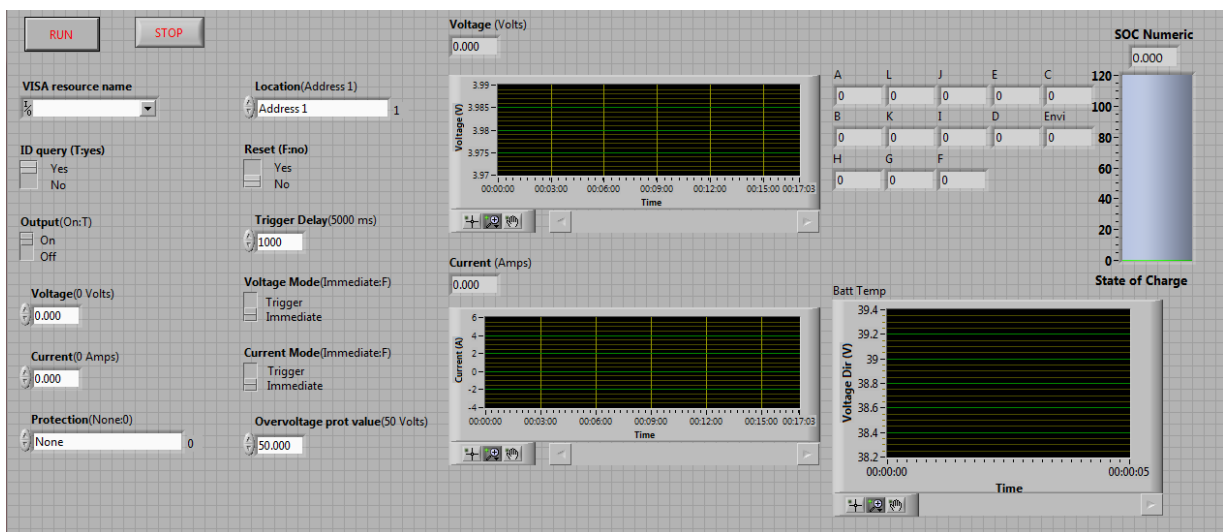 RUN
STOP
VISA resource name
I/0
Location(Address 1)
Address 1
1
ID query (T:yes)
Yes
No
Reset (F:no)
Yes
No
Output(On:T)
On
Off
Trigger Delay(5000 ms)
1000
Voltage(0 Volts)
0.000
Voltage Mode(Immediate:F)
Trigger
Immediate
Current(0 Amps)
0.000
Current Mode(Immediate:F)
Trigger
Immediate
Protection(None:0)
None
0
Overvoltage prot value(50 Volts)
50.000
Voltage (Volts)
0.000
Voltage (V)
3.99
3.985
3.98
3.975
3.97
00:00:00 00:03:00 00:06:00 00:09:00 00:12:00 00:15:00 00:17:03
Time
Current (Amps)
0.000
Current (A)
6
4
2
0
-2
-4
00:00:00 00:03:00 00:06:00 00:09:00 00:12:00 00:15:00 00:17:03
Time
A L J E C
0 0 0 0 0
B K I D Envi
0 0 0 0 0
H G F
0 0 0
SOC Numeric
0.000
120
100
80
60
40
20
0
State of Charge
Batt Temp
Voltage Dir (V)
39.4
39.2
39
38.8
38.6
38.4
38.2
00:00:00 00:00:05
Time